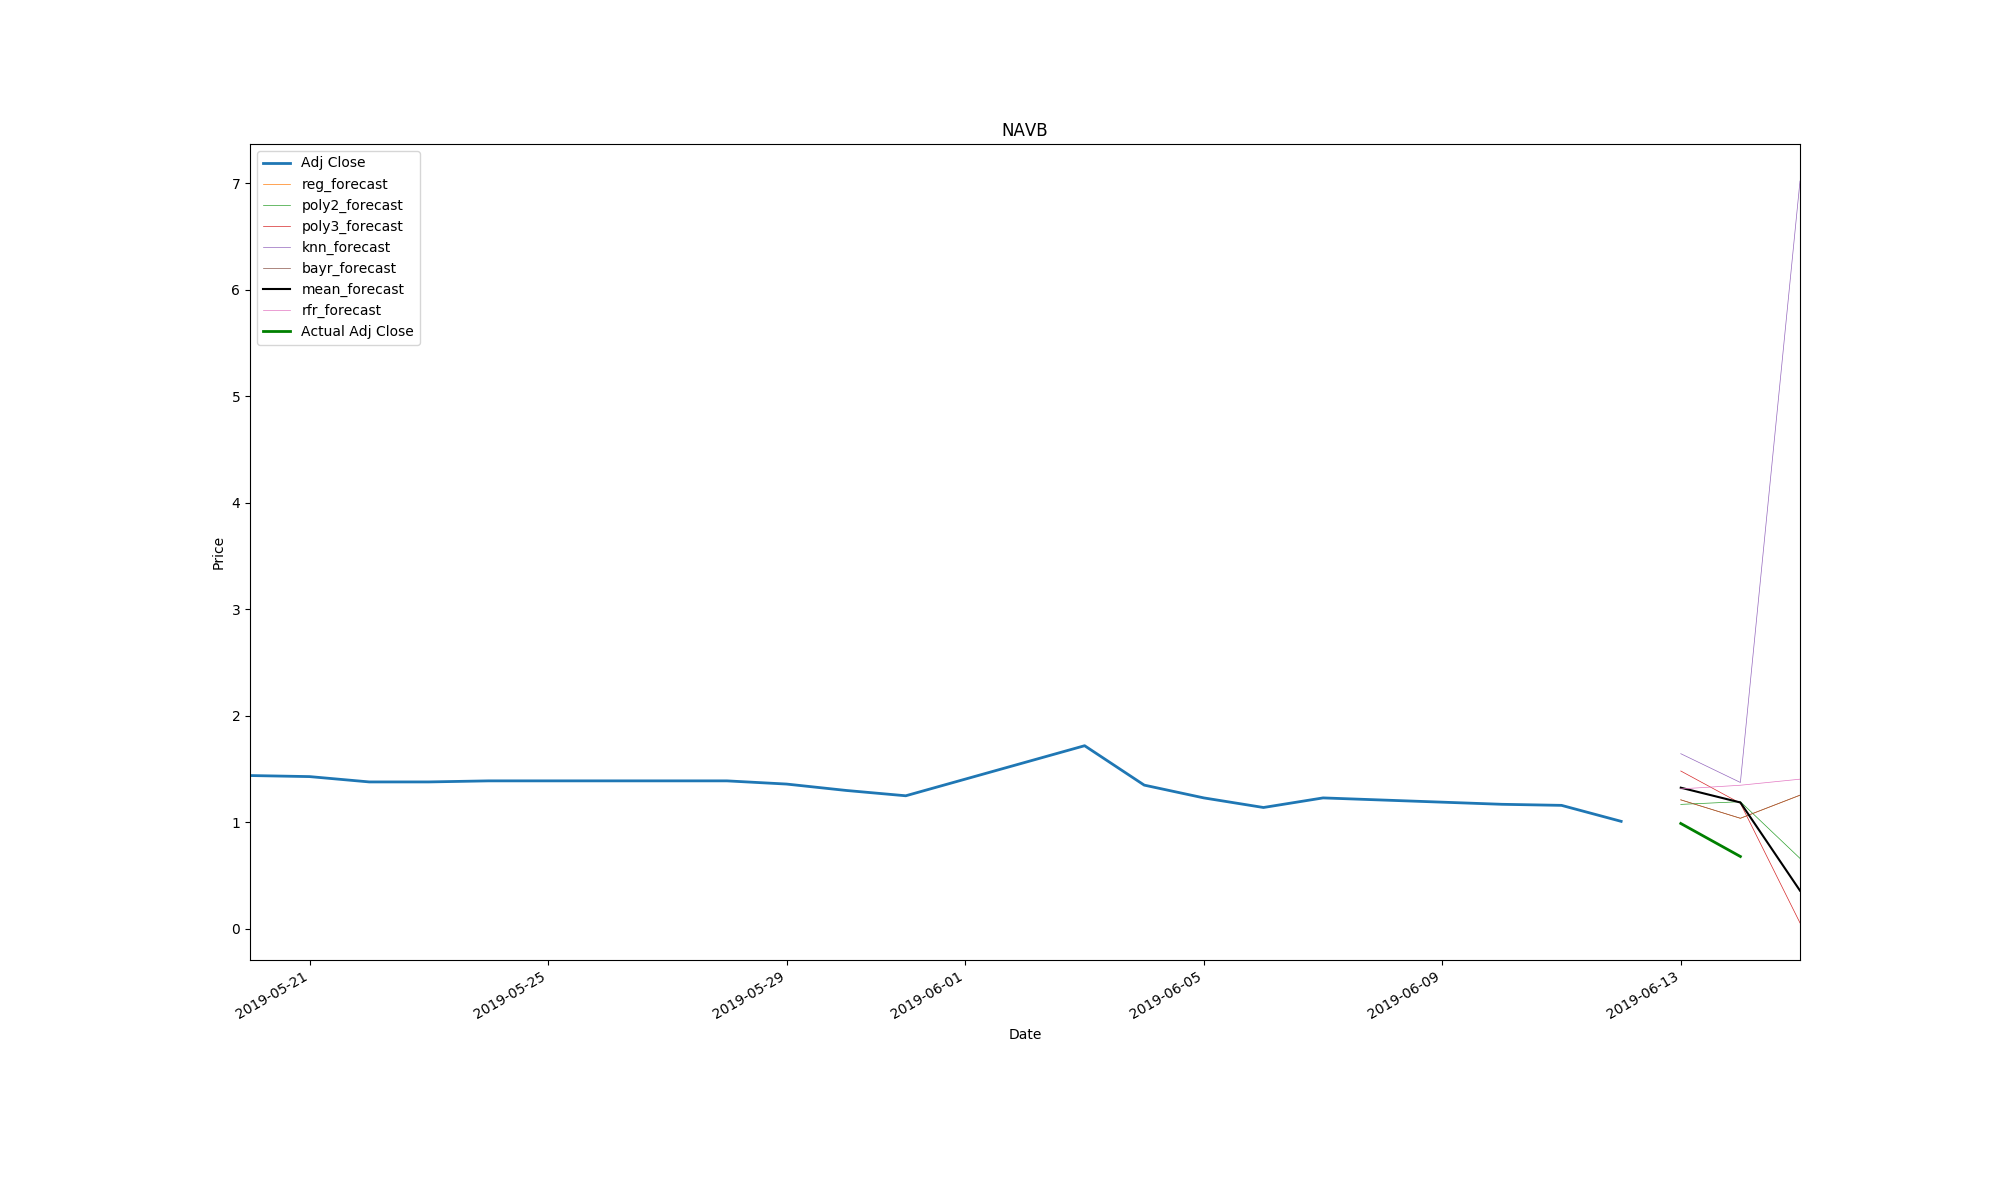 NAVB
Adj Close
reg_forecast
poly2_forecast
poly3_forecast
knn_forecast
bayr_forecast
mean_forecast
rfr_forecast
Actual Adj Close
7
6
5
4
3
2
1
0
Price
2019-05-21
2019-05-25
2019-05-29
2019-06-01
2019-06-05
2019-06-09
2019-06-13
Date